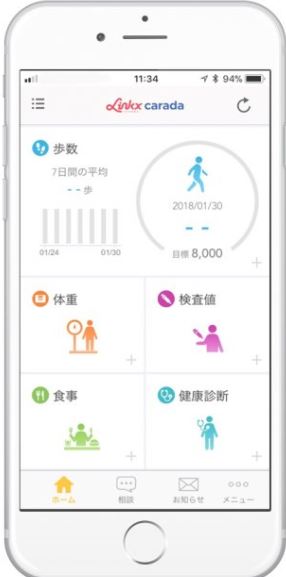 11:34
94%
Linkx carada
歩数
7日間の平均
-- 歩
01/24
01/30
2018/01/30
--
目標 8,000
体重
検査値
食事
健康診断
ホーム
相談
お知らせ
メニュー